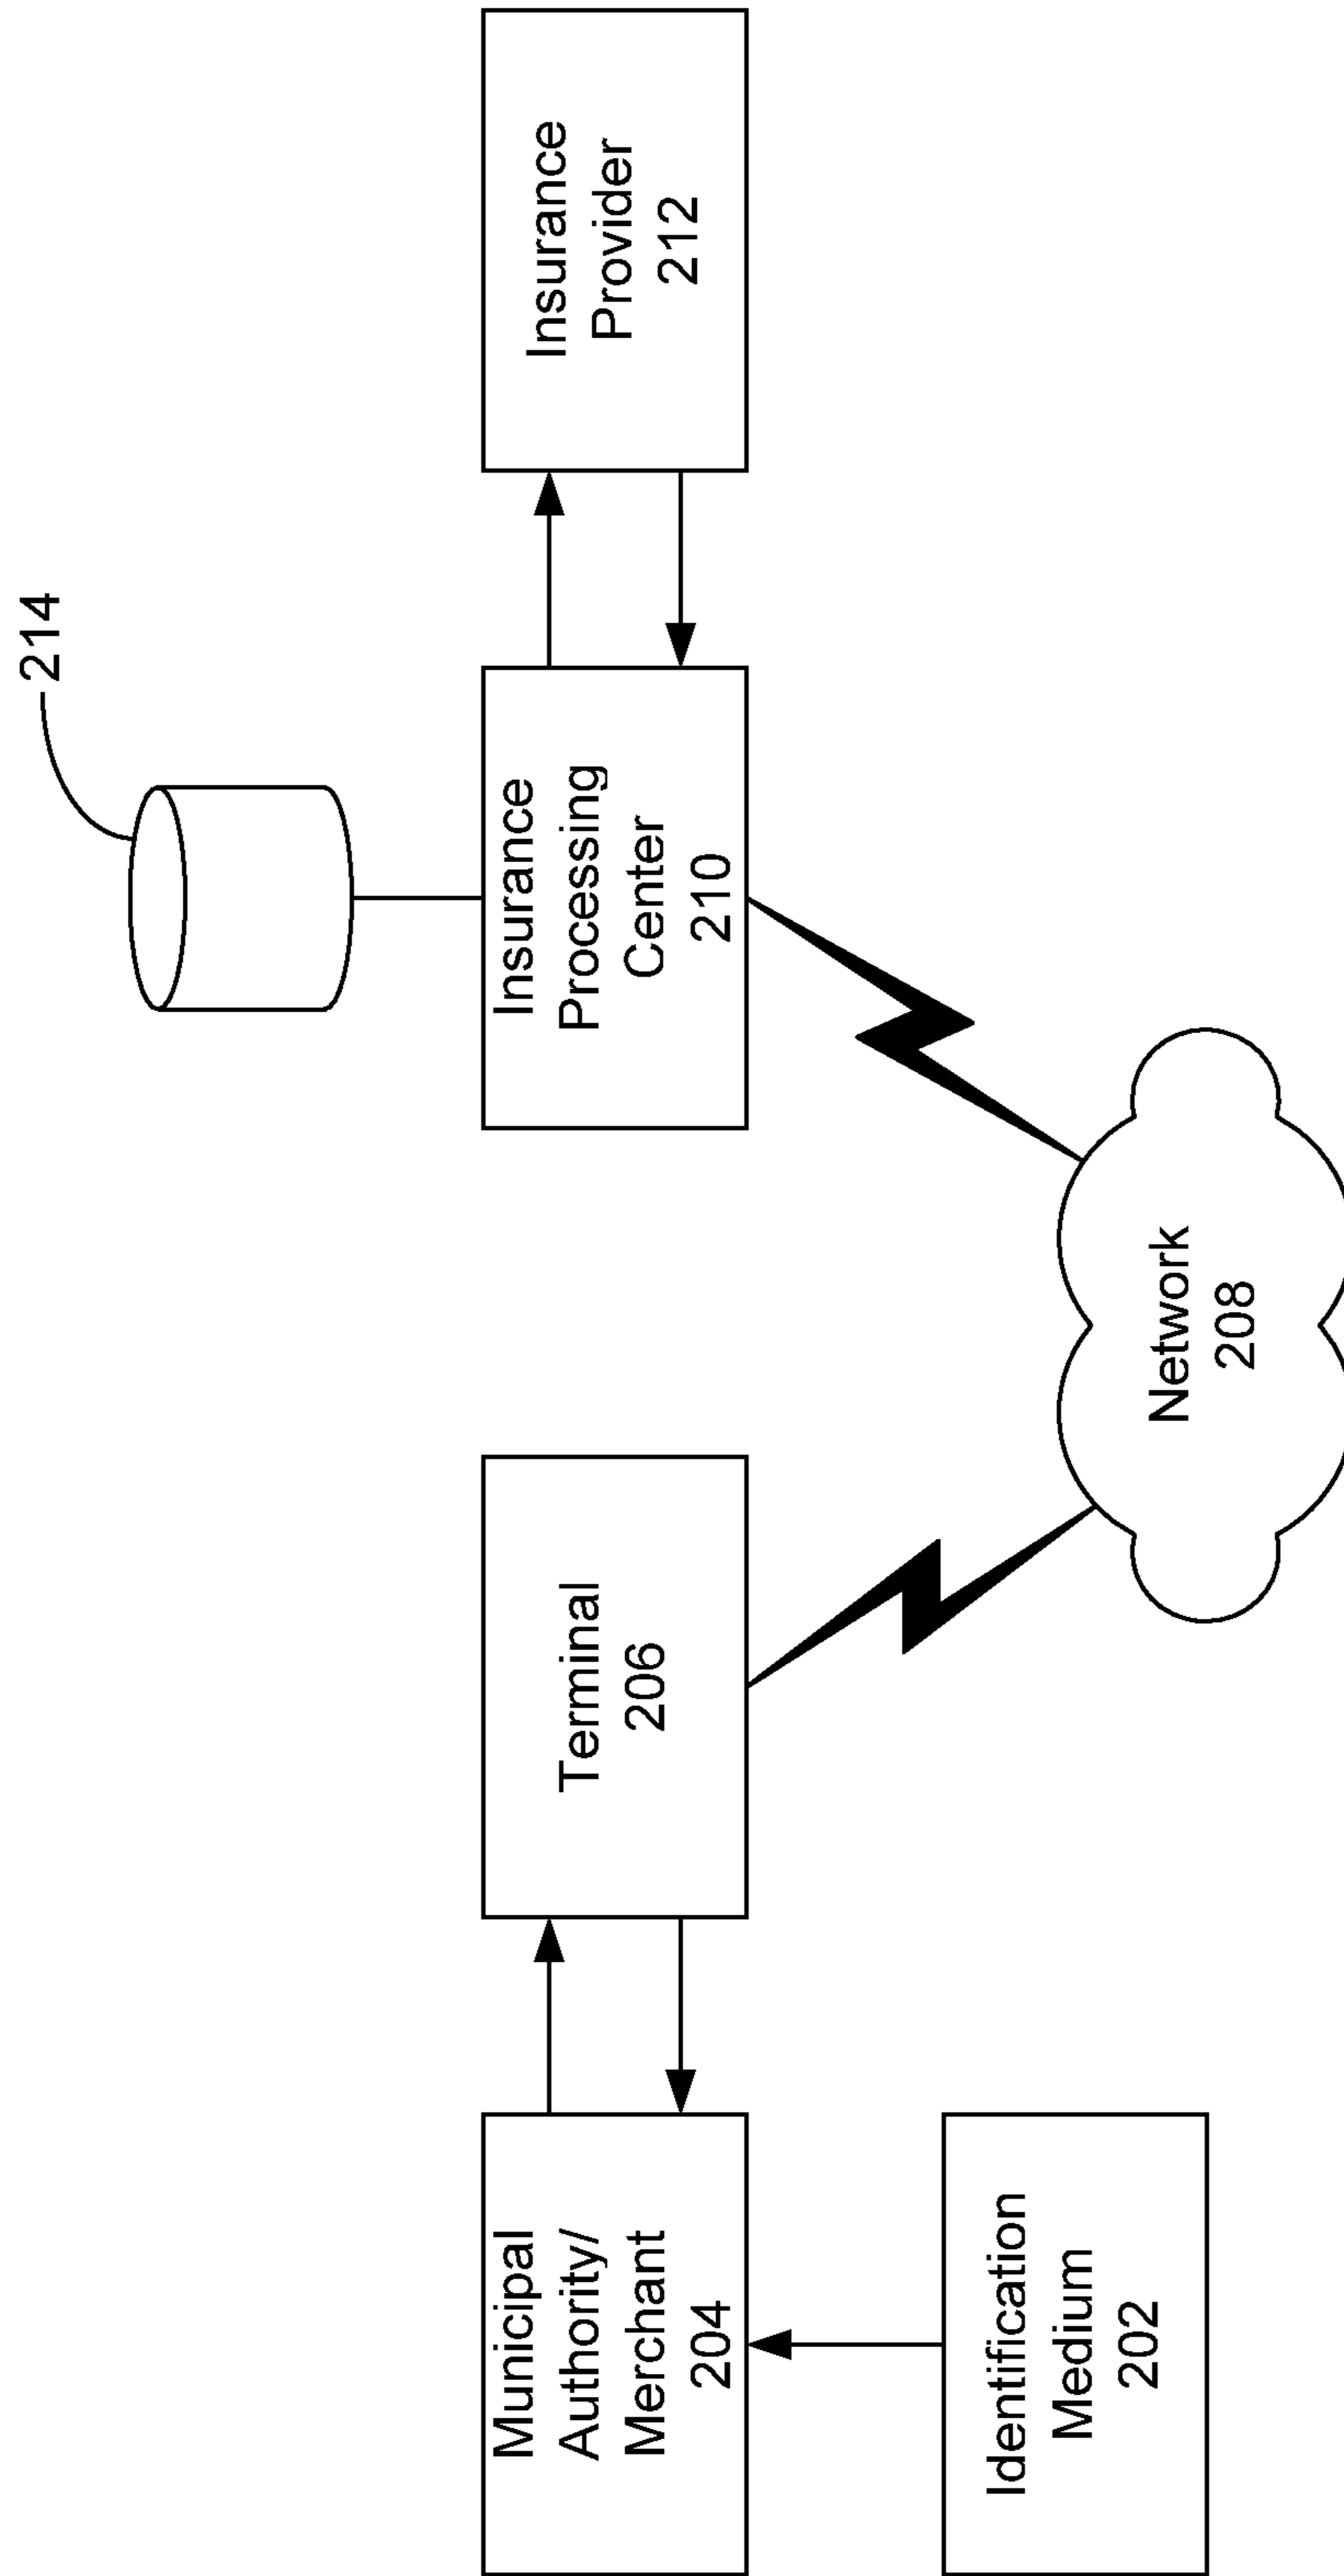 214
Municipal
Authority/
Merchant
204
Terminal
206
Insurance
Processing
Center
210
Insurance
Provider
212
Identification
Medium
202
Network
208